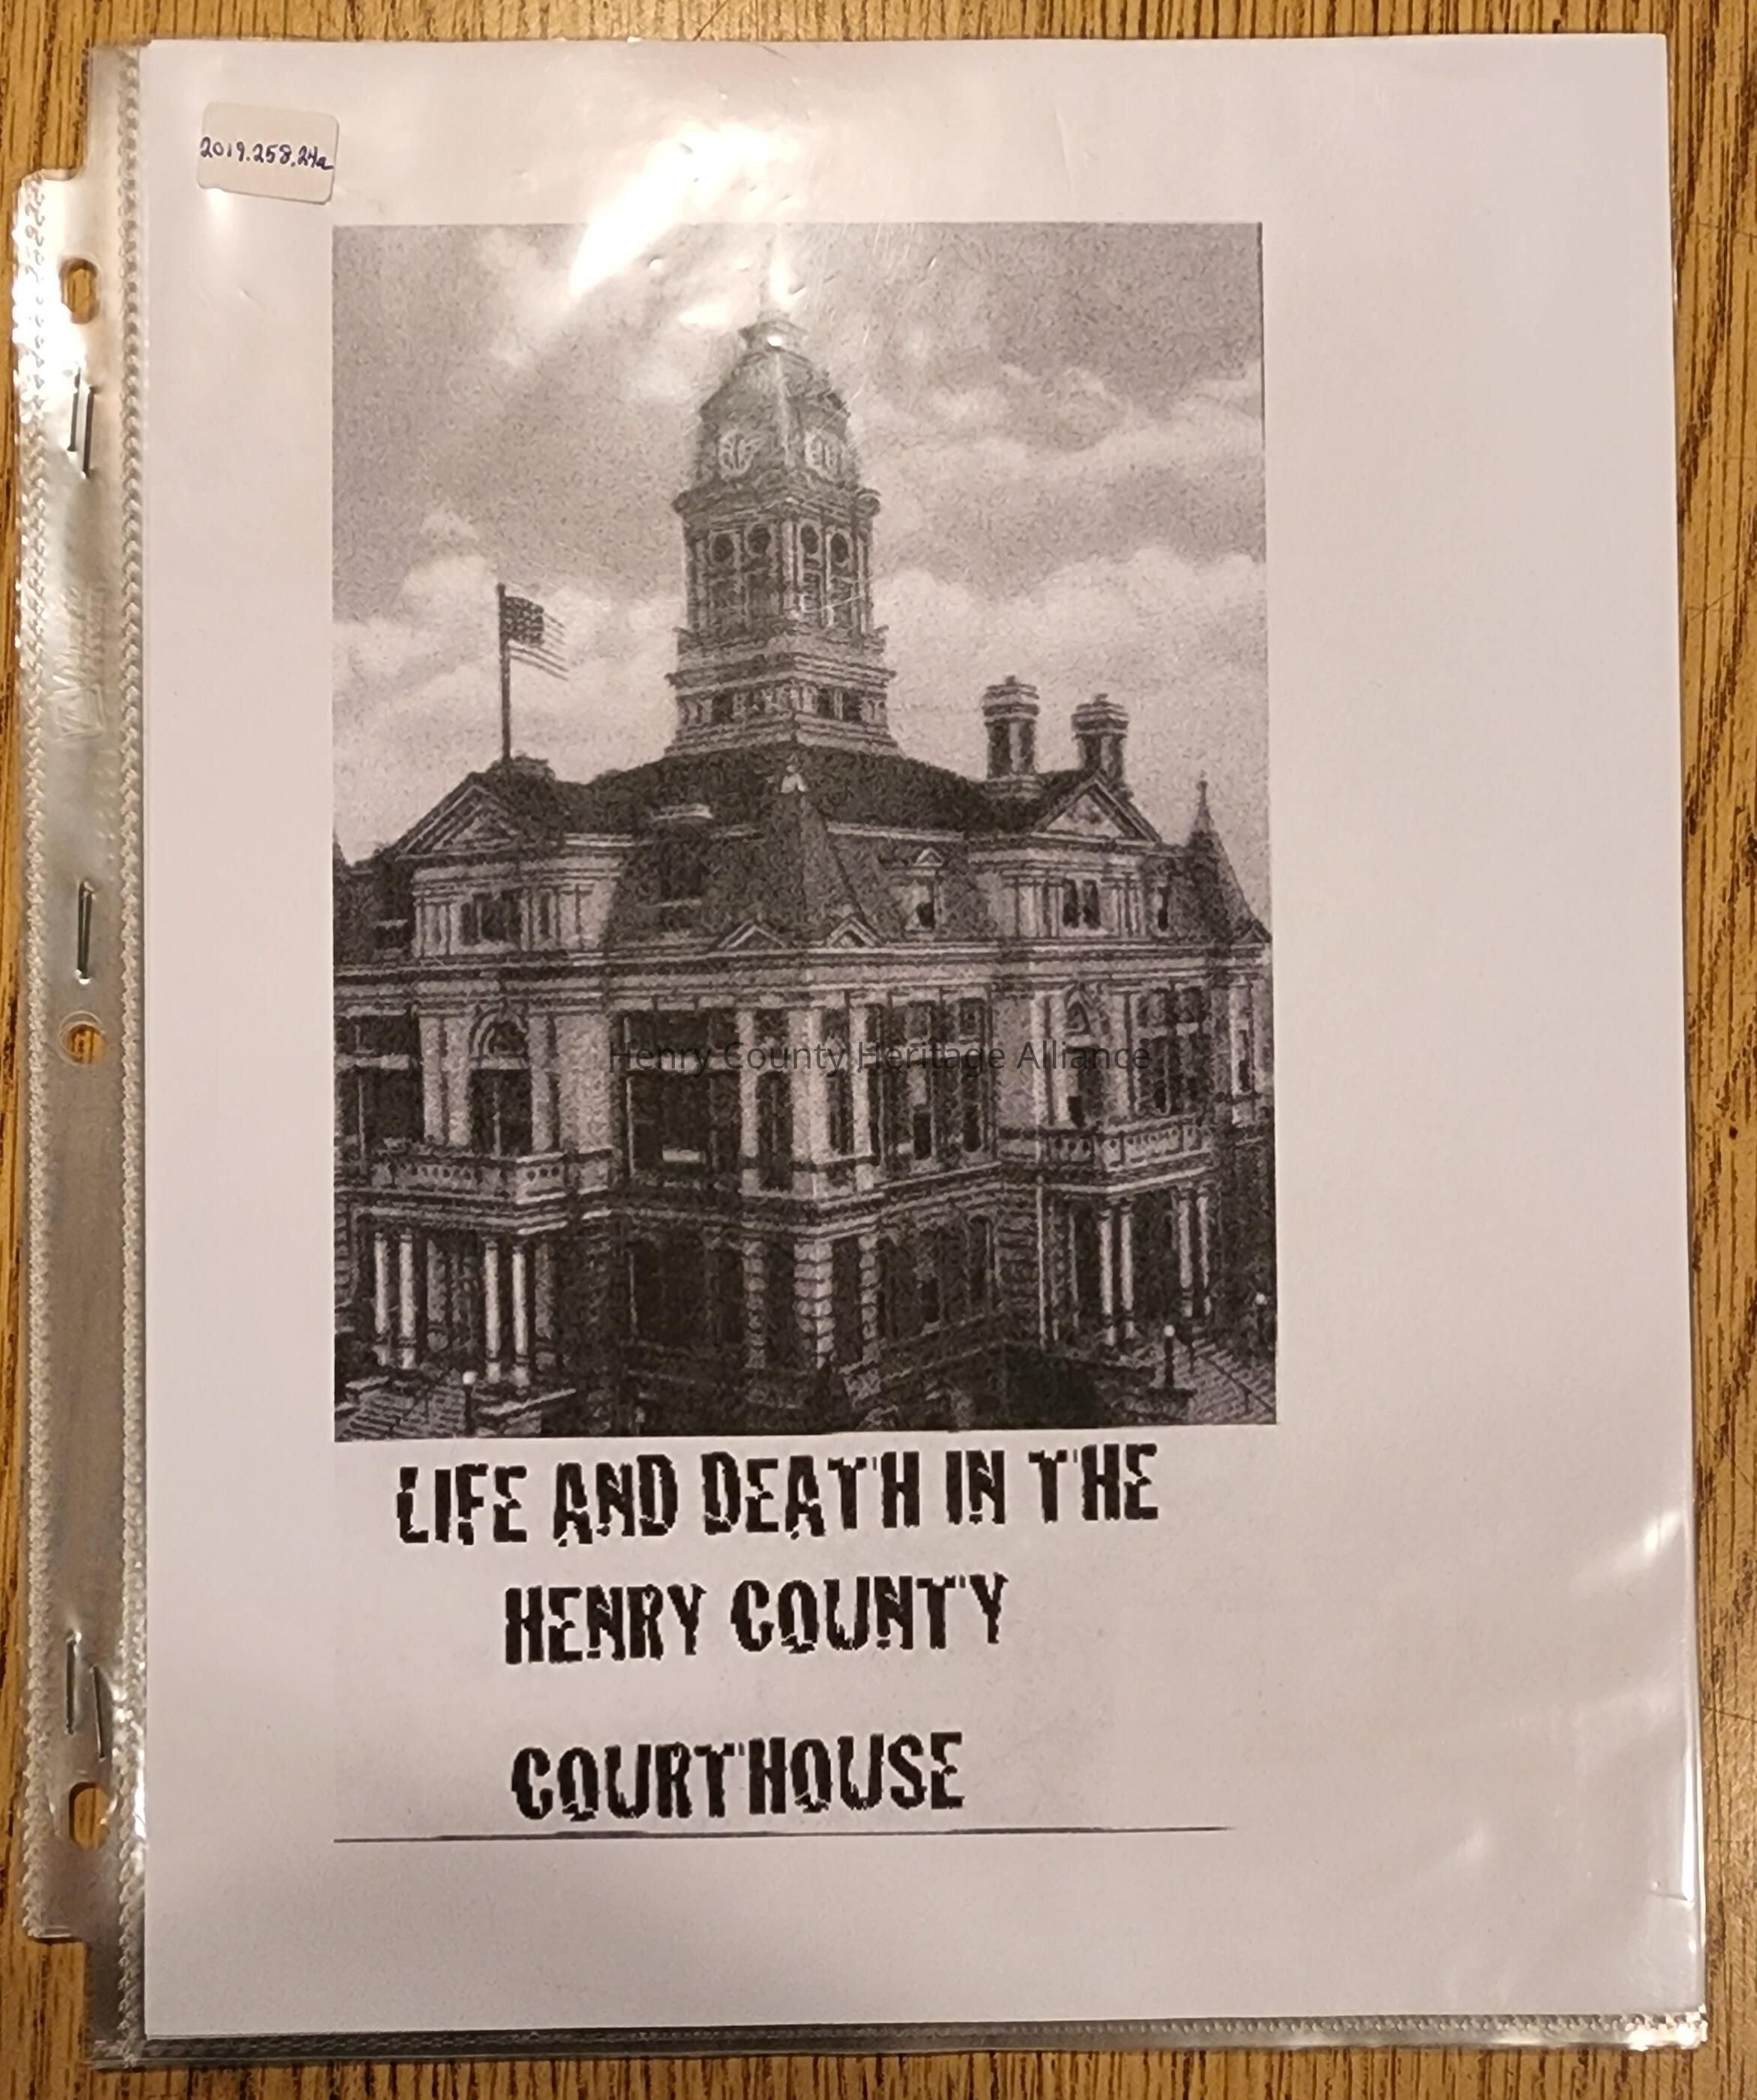 2019.258.24a
Henry County Heritage Alliance
LIFE AND DEATH IN THE
HENRY COUNTY
COURTHOUSE